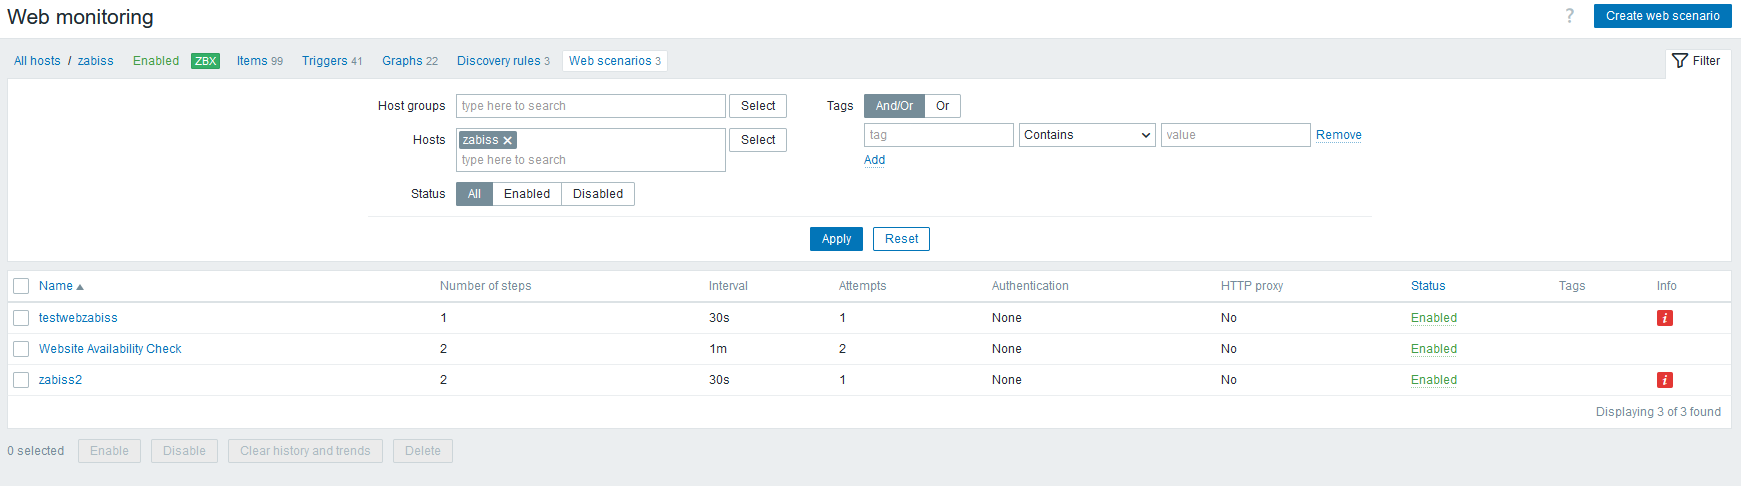 Web monitoring
? Create web scenario
All hosts / zabiss Enabled ZBX Items 99 Triggers 41 Graphs 22 Discovery rules 3 Web scenarios 3 Filter
Host groups type here to search Select Tags And/Or Or
Hosts zabiss Select tag Contains value Remove
type here to search Add
Status All Enabled Disabled
Apply Reset
Name Number of steps Interval Attempts Authentication HTTP proxy Status Tags Info
testwebzabiss 1 30s 1 None No Enabled i
Website Availability Check 2 1m 2 None No Enabled
zabiss2 2 30s 1 None No Enabled i
Displaying 3 of 3 found
0 selected Enable Disable Clear history and trends Delete